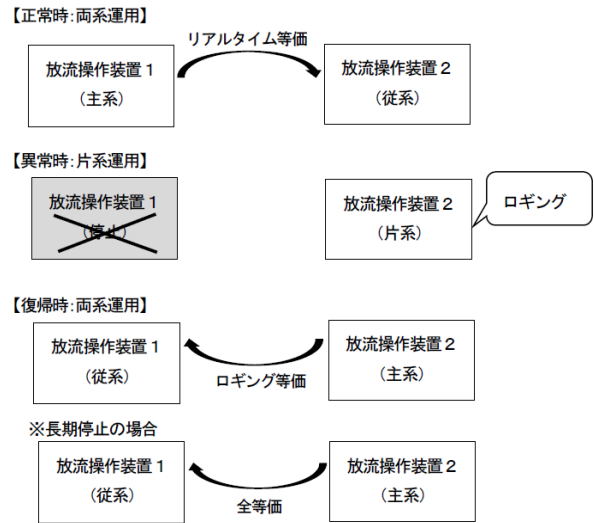 【正常時:両系運用】
リアルタイム等価
放流操作装置1
(主系)
放流操作装置2
(従系)
【異常時:片系運用】
放流操作装置1
(停止)
放流操作装置2
(片系)
ロギング
【復帰時:両系運用】
放流操作装置1
(従系)
ロギング等価
放流操作装置2
(主系)
※長期停止の場合
放流操作装置1
(従系)
全等価
放流操作装置2
(主系)